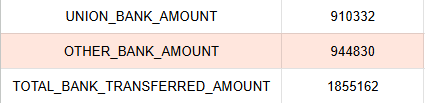 UNION_BANK_AMOUNT 910332
OTHER_BANK_AMOUNT 944830
TOTAL_BANK_TRANSFERRED_AMOUNT 1855162